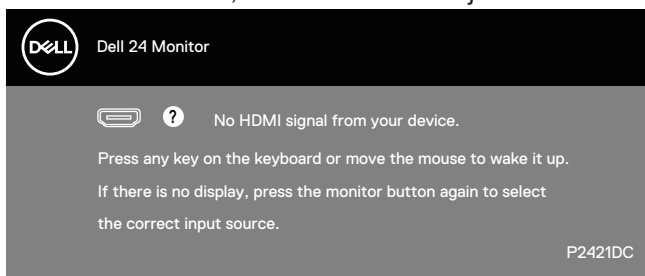 DELL
Dell 24 Monitor
? No HDMI signal from your device.
Press any key on the keyboard or move the mouse to wake it up.
If there is no display, press the monitor button again to select
the correct input source.
P2421DC